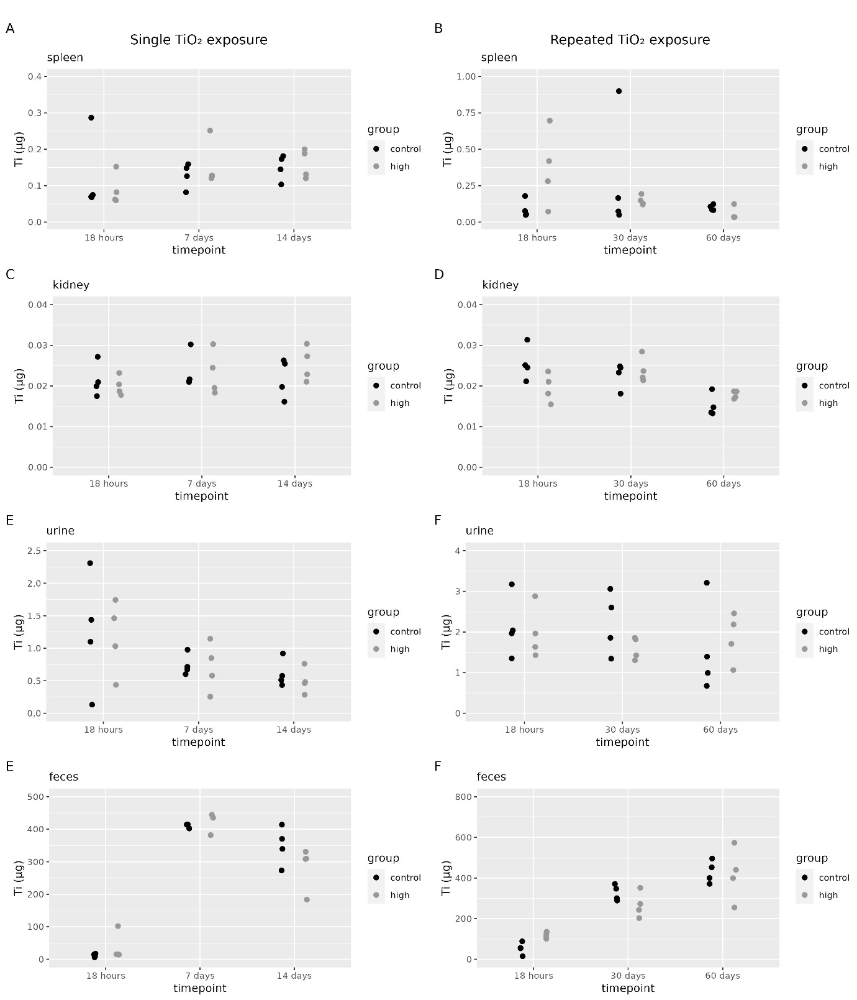 A
Single TiO₂ exposure
spleen
0.4
0.3
0.2
0.1
0.0
Ti (µg)
18 hours
7 days
14 days
timepoint
group
control
high
B
Repeated TiO₂ exposure
spleen
1.00
0.75
0.50
0.25
0.00
Ti (µg)
18 hours
30 days
60 days
timepoint
group
control
high
C
kidney
0.04
0.03
0.02
0.01
0.00
Ti (µg)
18 hours
7 days
14 days
timepoint
group
control
high
D
kidney
0.04
0.03
0.02
0.01
0.00
Ti (µg)
18 hours
30 days
60 days
timepoint
group
control
high
E
urine
2.5
2.0
1.5
1.0
0.5
0.0
Ti (µg)
18 hours
7 days
14 days
timepoint
group
control
high
F
urine
4
3
2
1
0
Ti (µg)
18 hours
30 days
60 days
timepoint
group
control
high
E
feces
500
400
300
200
100
0
Ti (µg)
18 hours
7 days
14 days
timepoint
group
control
high
F
feces
800
600
400
200
0
Ti (µg)
18 hours
30 days
60 days
timepoint
group
control
high